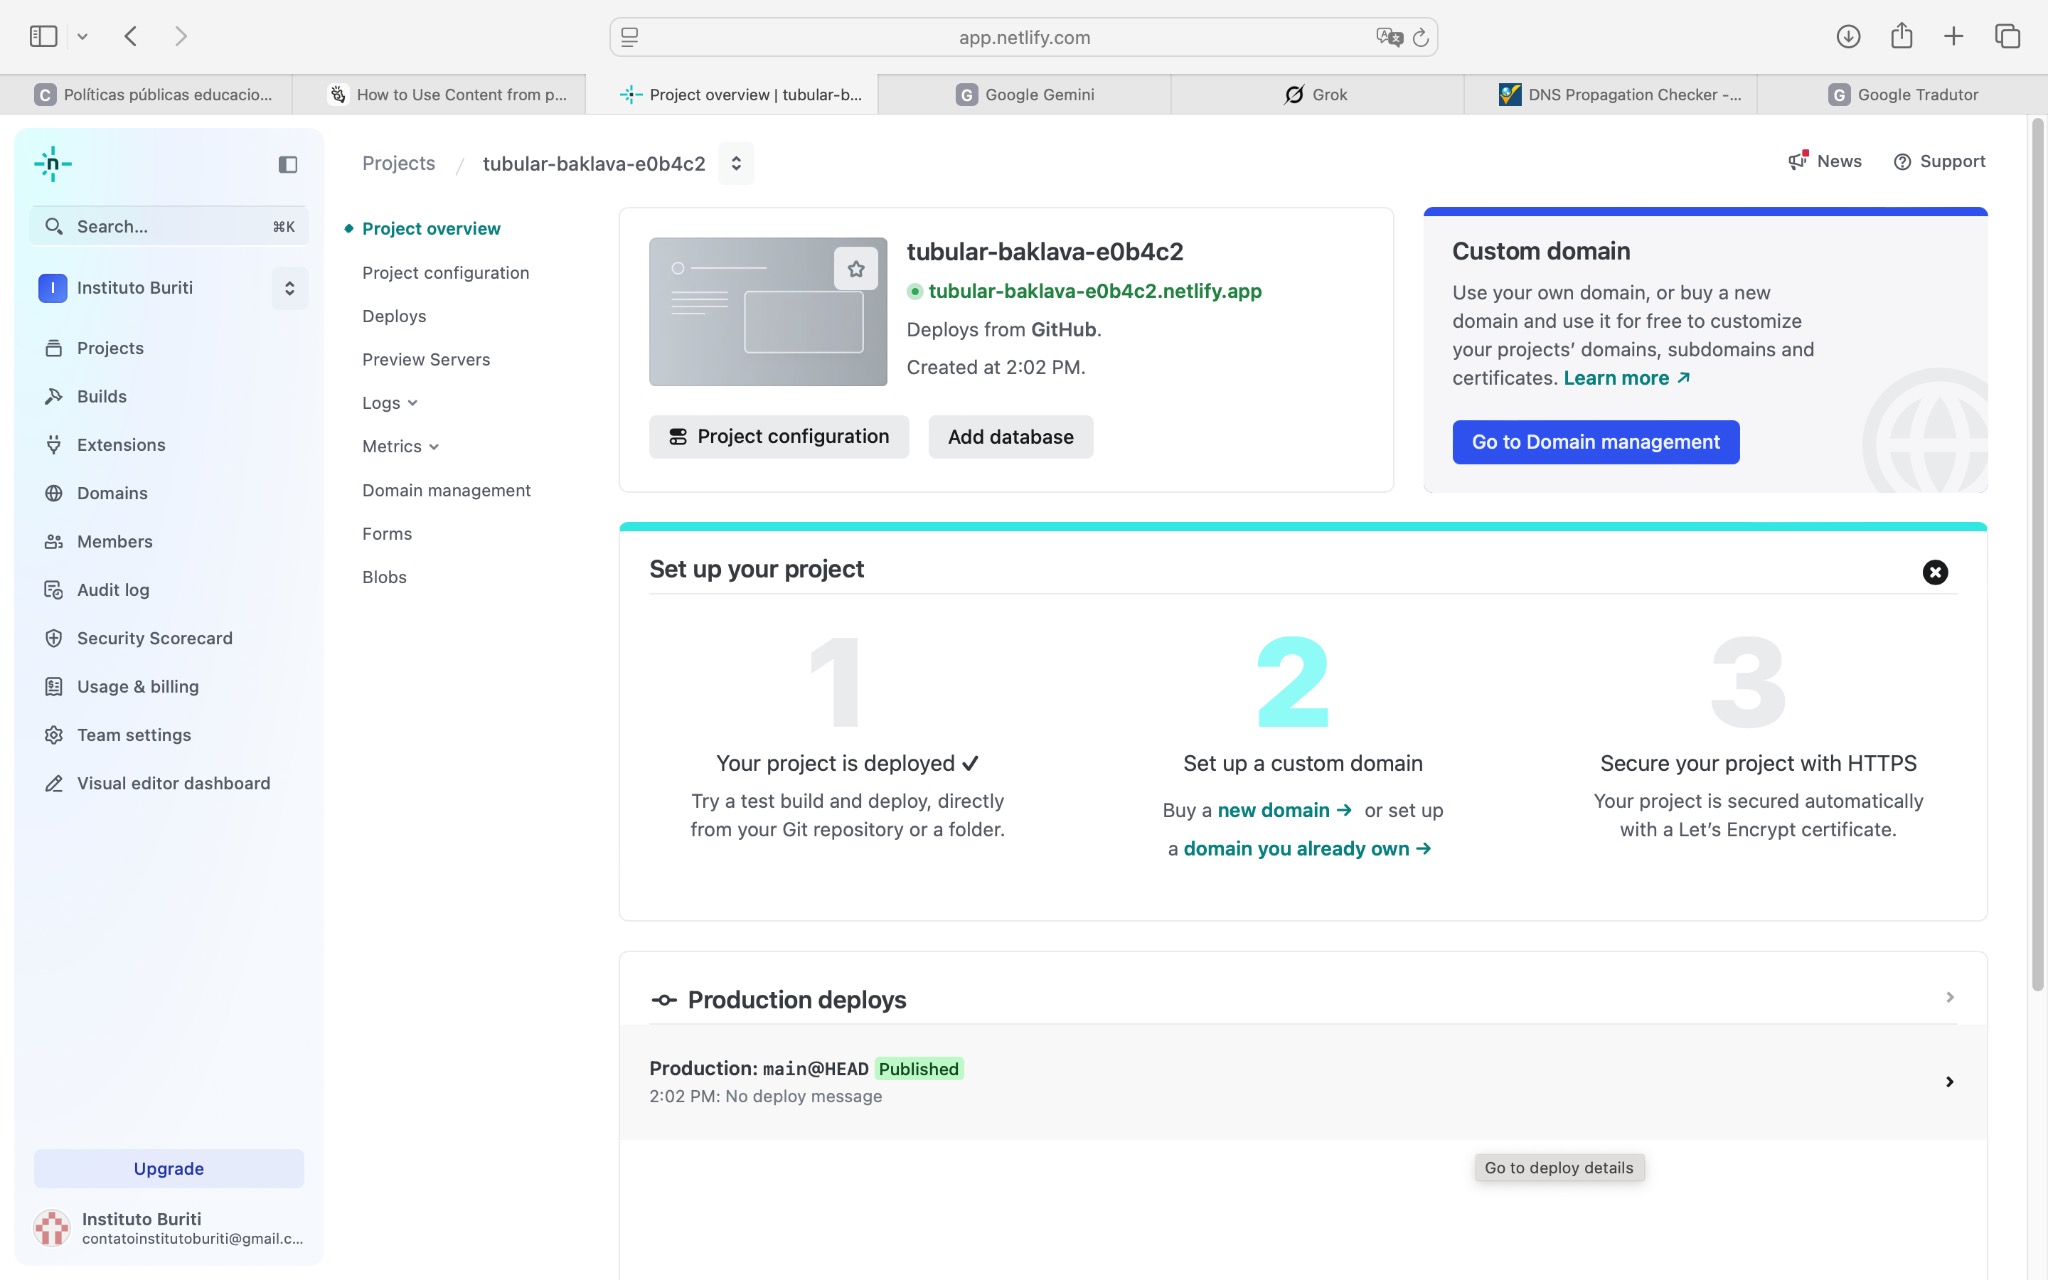 app.netlify.com
C Políticas públicas educacio...
How to Use Content from p...
Project overview | tubular-b...
G Google Gemini
Grok
DNS Propagation Checker -...
G Google Tradutor
n
Search... ⌘K
I Instituto Buriti
Projects
Builds
Extensions
Domains
Members
Audit log
Security Scorecard
Usage & billing
Team settings
Visual editor dashboard
Upgrade
Instituto Buriti
contatoinstitutoburiti@gmail.c...
Projects / tubular-baklava-e0b4c2
News
Support
Project overview
Project configuration
Deploys
Preview Servers
Logs
Metrics
Domain management
Forms
Blobs
tubular-baklava-e0b4c2
tubular-baklava-e0b4c2.netlify.app
Deploys from GitHub.
Created at 2:02 PM.
Project configuration
Add database
Custom domain
Use your own domain, or buy a new
domain and use it for free to customize
your projects’ domains, subdomains and
certificates. Learn more ↗
Go to Domain management
Set up your project
1
Your project is deployed ✓
Try a test build and deploy, directly
from your Git repository or a folder.
2
Set up a custom domain
Buy a new domain → or set up
a domain you already own →
3
Secure your project with HTTPS
Your project is secured automatically
with a Let’s Encrypt certificate.
Production deploys
Production: main@HEAD Published
2:02 PM: No deploy message
Go to deploy details